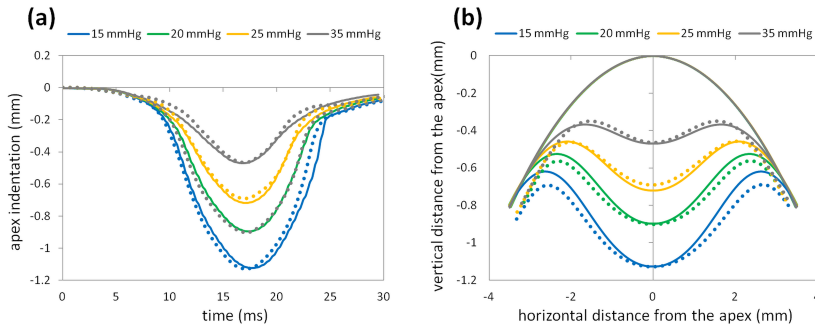 (a)
15 mmHg 20 mmHg 25 mmHg 35 mmHg
0.2
0
-0.2
-0.4
-0.6
-0.8
-1
-1.2
apex indentation (mm)
0 5 10 15 20 25 30
time (ms)
(b)
15 mmHg 20 mmHg 25 mmHg 35 mmHg
0
-0.2
-0.4
-0.6
-0.8
-1
-1.2
vertical distance from the apex(mm)
-4 -2 0 2 4
horizontal distance from the apex (mm)